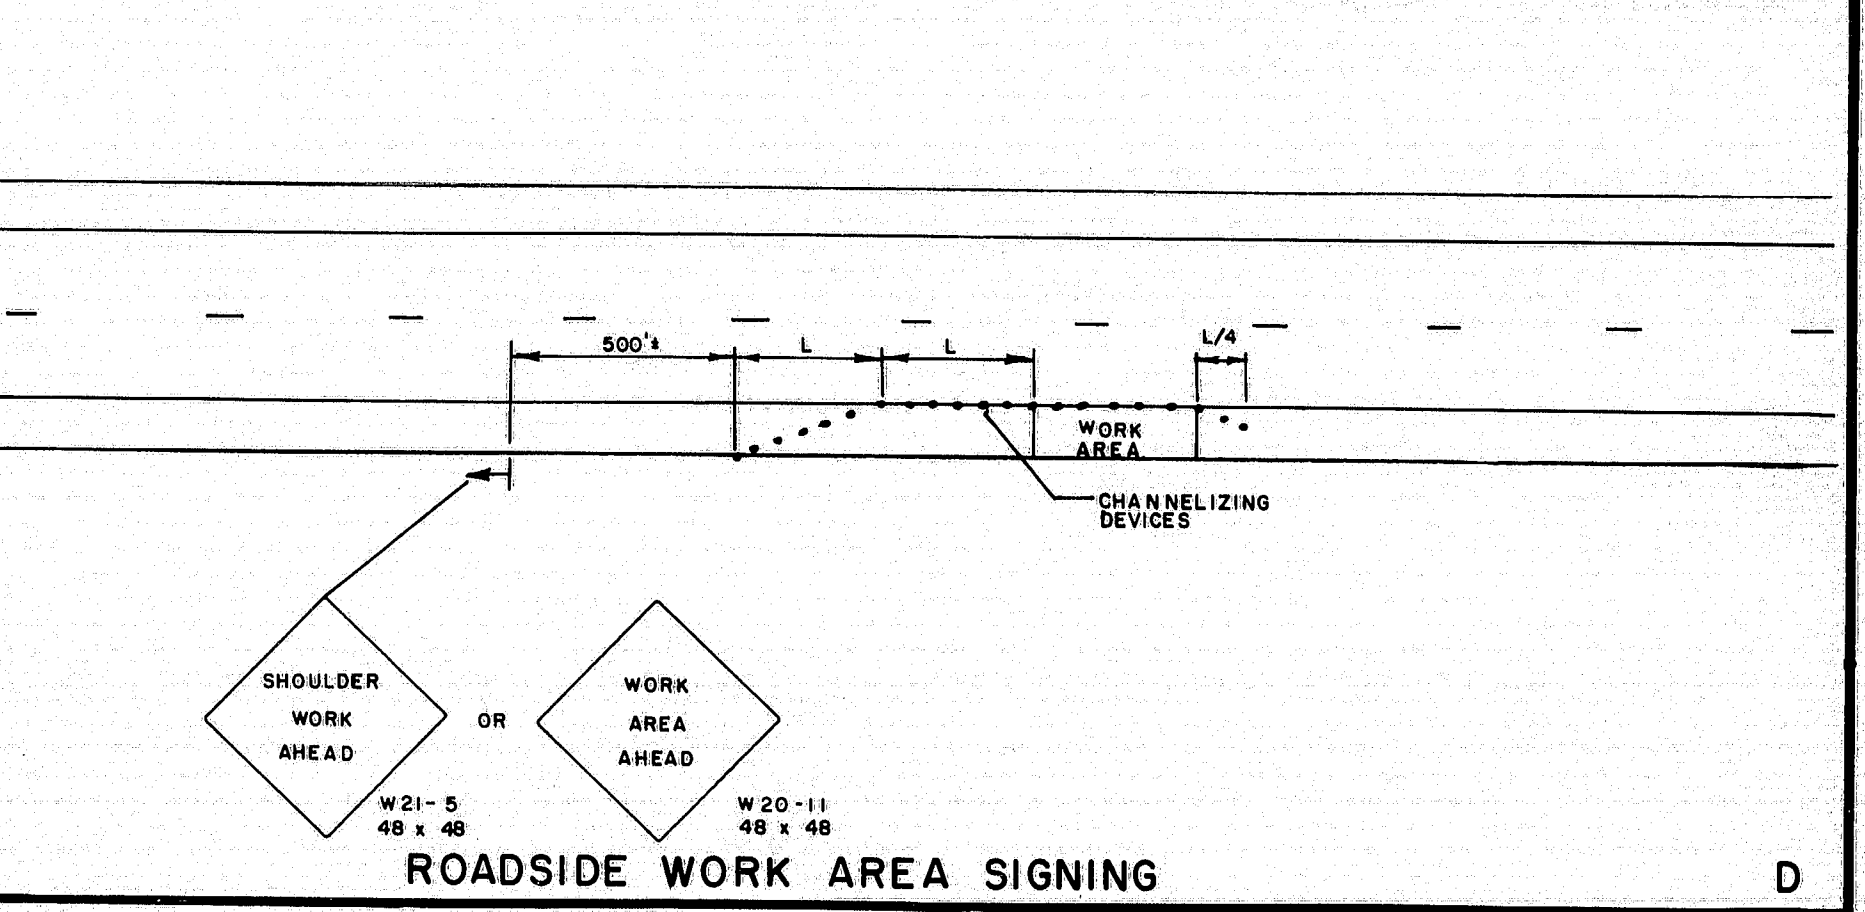 500'±
L
L
L/4
WORK
AREA
CHANNELIZING
DEVICES
SHOULDER
WORK
AHEAD
OR
WORK
AREA
AHEAD
W21-5
48 x 48
W20-11
48 x 48
ROADSIDE WORK AREA SIGNING
D